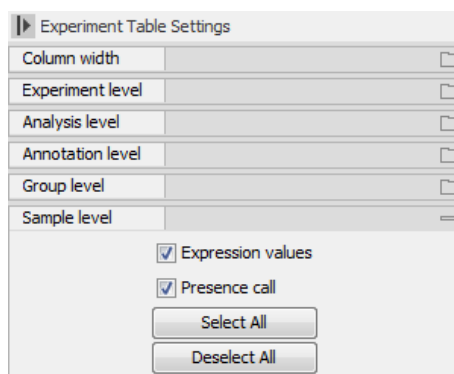 Experiment Table Settings
Column width
Experiment level
Analysis level
Annotation level
Group level
Sample level
Expression values
Presence call
Select All
Deselect All